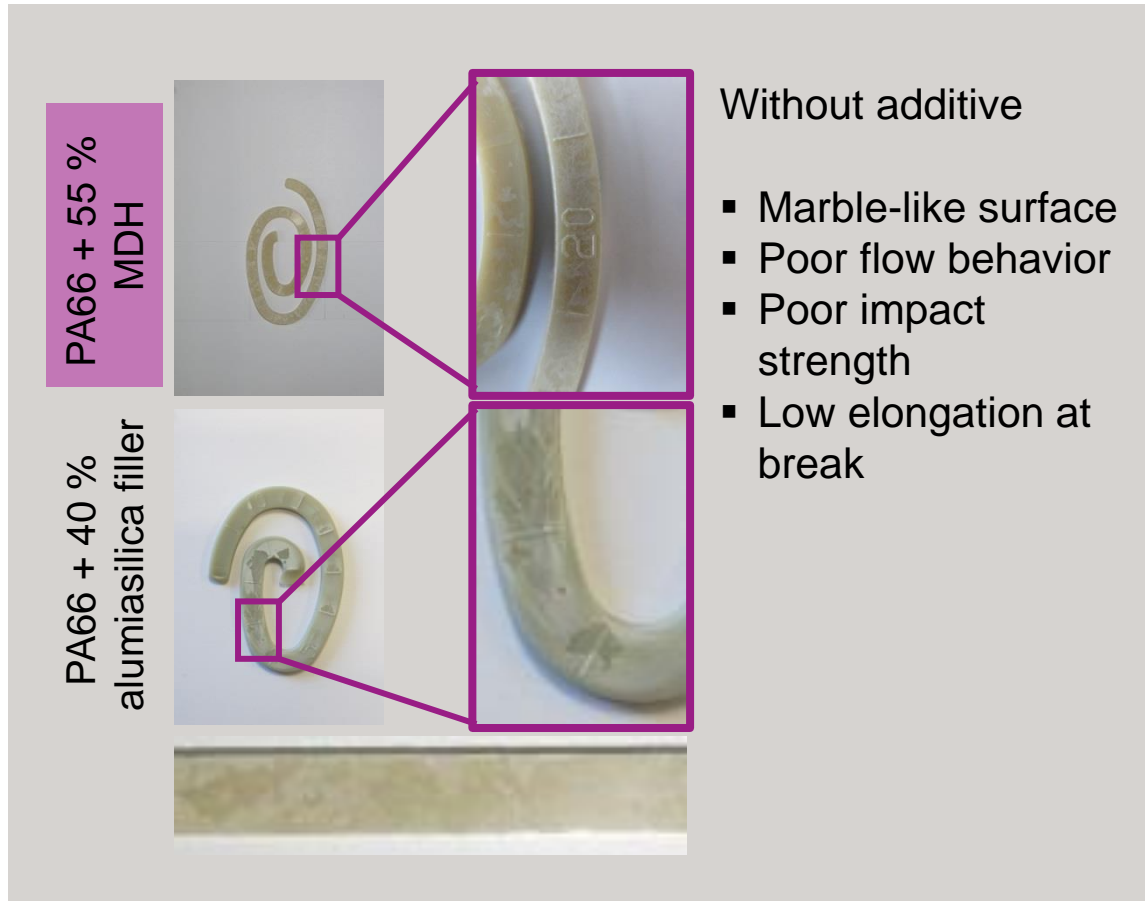 PA66 + 55 %
MDH
PA66 + 40 %
alumiasilica filler
20
Without additive
▪ Marble-like surface
▪ Poor flow behavior
▪ Poor impact
strength
▪ Low elongation at
break